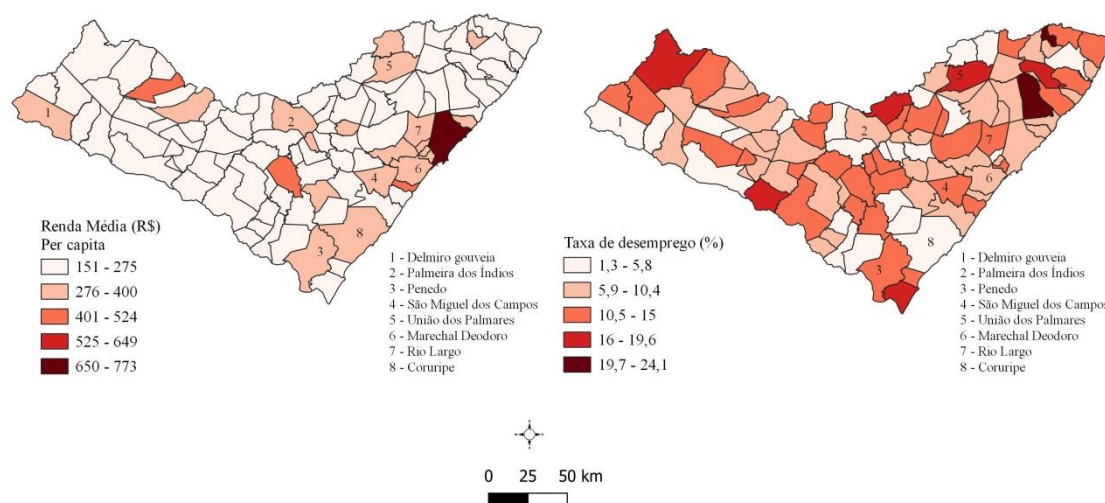 5
1
2
7
6
4
8
3
Renda Média (R$)
Per capita
151 - 275
276 - 400
401 - 524
525 - 649
650 - 773
1 - Delmiro gouveia
2 - Palmeira dos Índios
3 - Penedo
4 - São Miguel dos Campos
5 - União dos Palmares
6 - Marechal Deodoro
7 - Rio Largo
8 - Coruripe
5
1
2
7
6
4
8
3
Taxa de desemprego (%)
1,3 - 5,8
5,9 - 10,4
10,5 - 15
16 - 19,6
19,7 - 24,1
1 - Delmiro gouveia
2 - Palmeira dos Índios
3 - Penedo
4 - São Miguel dos Campos
5 - União dos Palmares
6 - Marechal Deodoro
7 - Rio Largo
8 - Coruripe
0 25 50 km